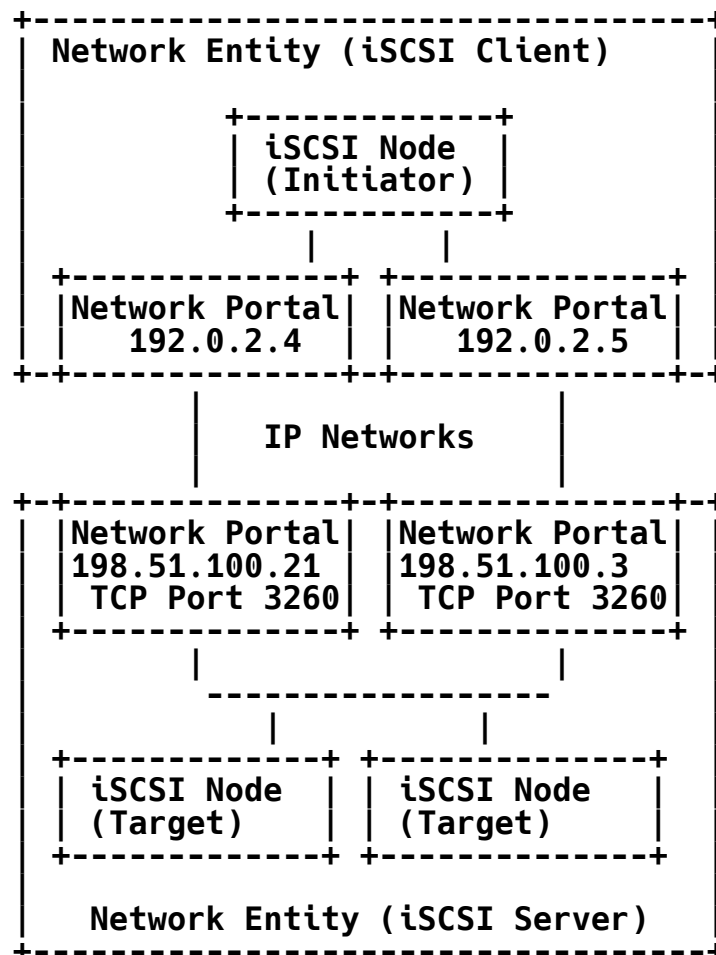 Network Entity (iSCSI Client)
iSCSI Node
(Initiator)
Network Portal Network Portal
192.0.2.4 192.0.2.5
IP Networks
Network Portal Network Portal
198.51.100.21 198.51.100.3
TCP Port 3260 TCP Port 3260
iSCSI Node iSCSI Node
(Target) (Target)
Network Entity (iSCSI Server)